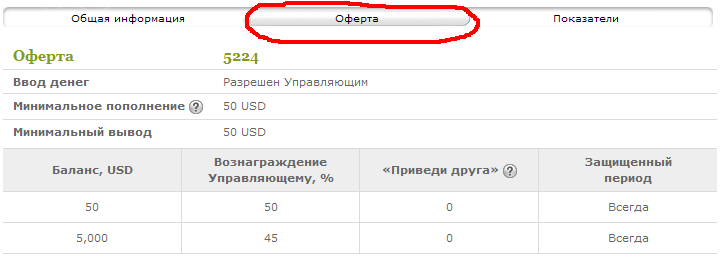 Общая информация Оферта Показатели
Оферта 5224
Ввод денег Разрешен Управляющим
Минимальное пополнение ? 50 USD
Минимальный вывод 50 USD
Баланс, USD Вознаграждение Управляющему, % «Приведи друга» ? Защищенный период
50 50 0 Всегда
5,000 45 0 Всегда